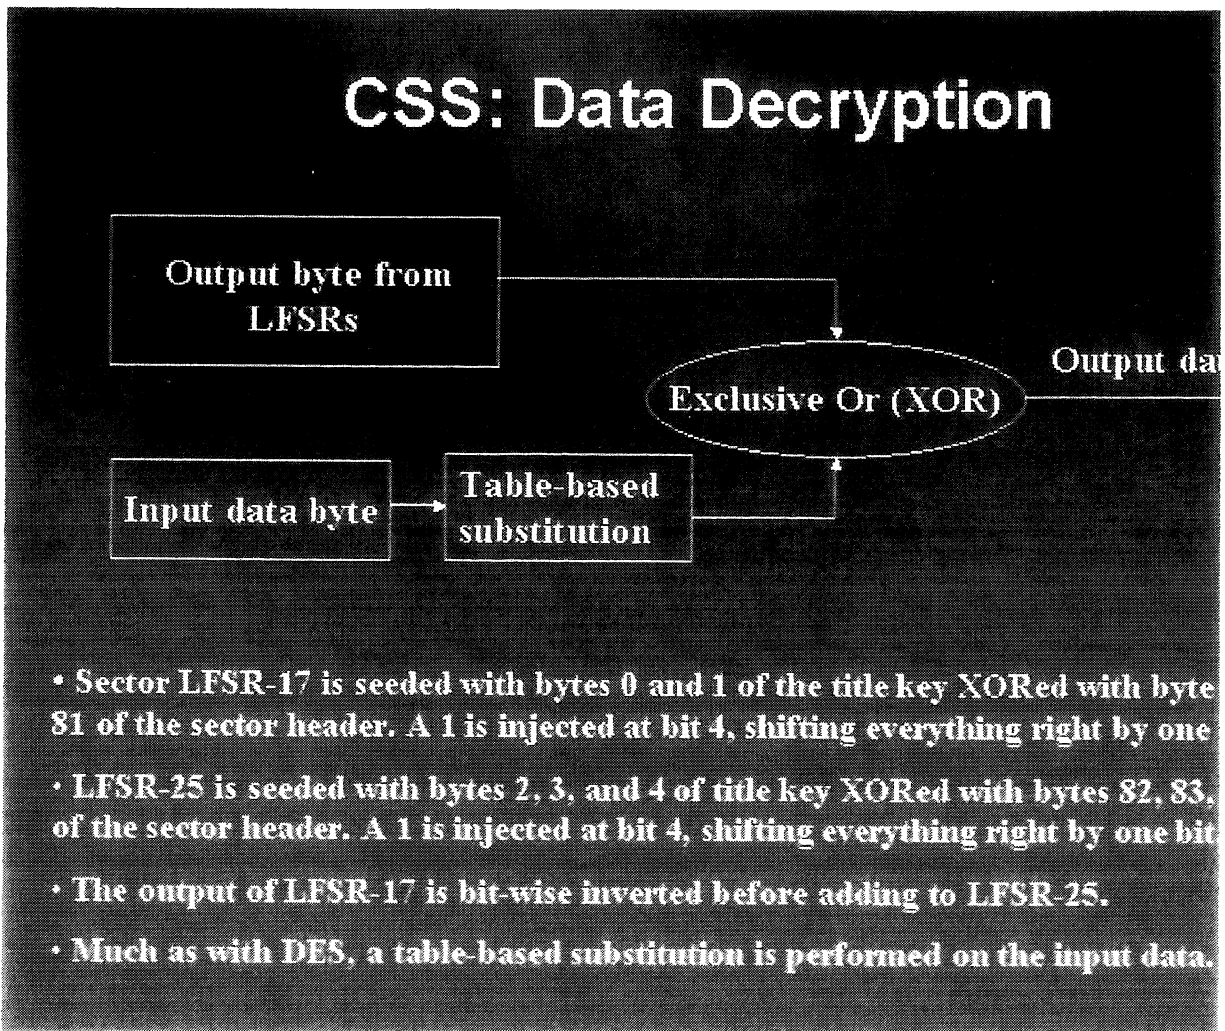 CSS: Data Decryption
Output byte from
LFSRs
Output da
Exclusive Or (XOR)
Input data byte
Table-based
substitution
• Sector LFSR-17 is seeded with bytes 0 and 1 of the title key XORed with byte
81 of the sector header. A 1 is injected at bit 4, shifting everything right by one
• LFSR-25 is seeded with bytes 2, 3, and 4 of title key XORed with bytes 82, 83,
of the sector header. A 1 is injected at bit 4, shifting everything right by one bit.
• The output of LFSR-17 is bit-wise inverted before adding to LFSR-25.
• Much as with DES, a table-based substitution is performed on the input data.